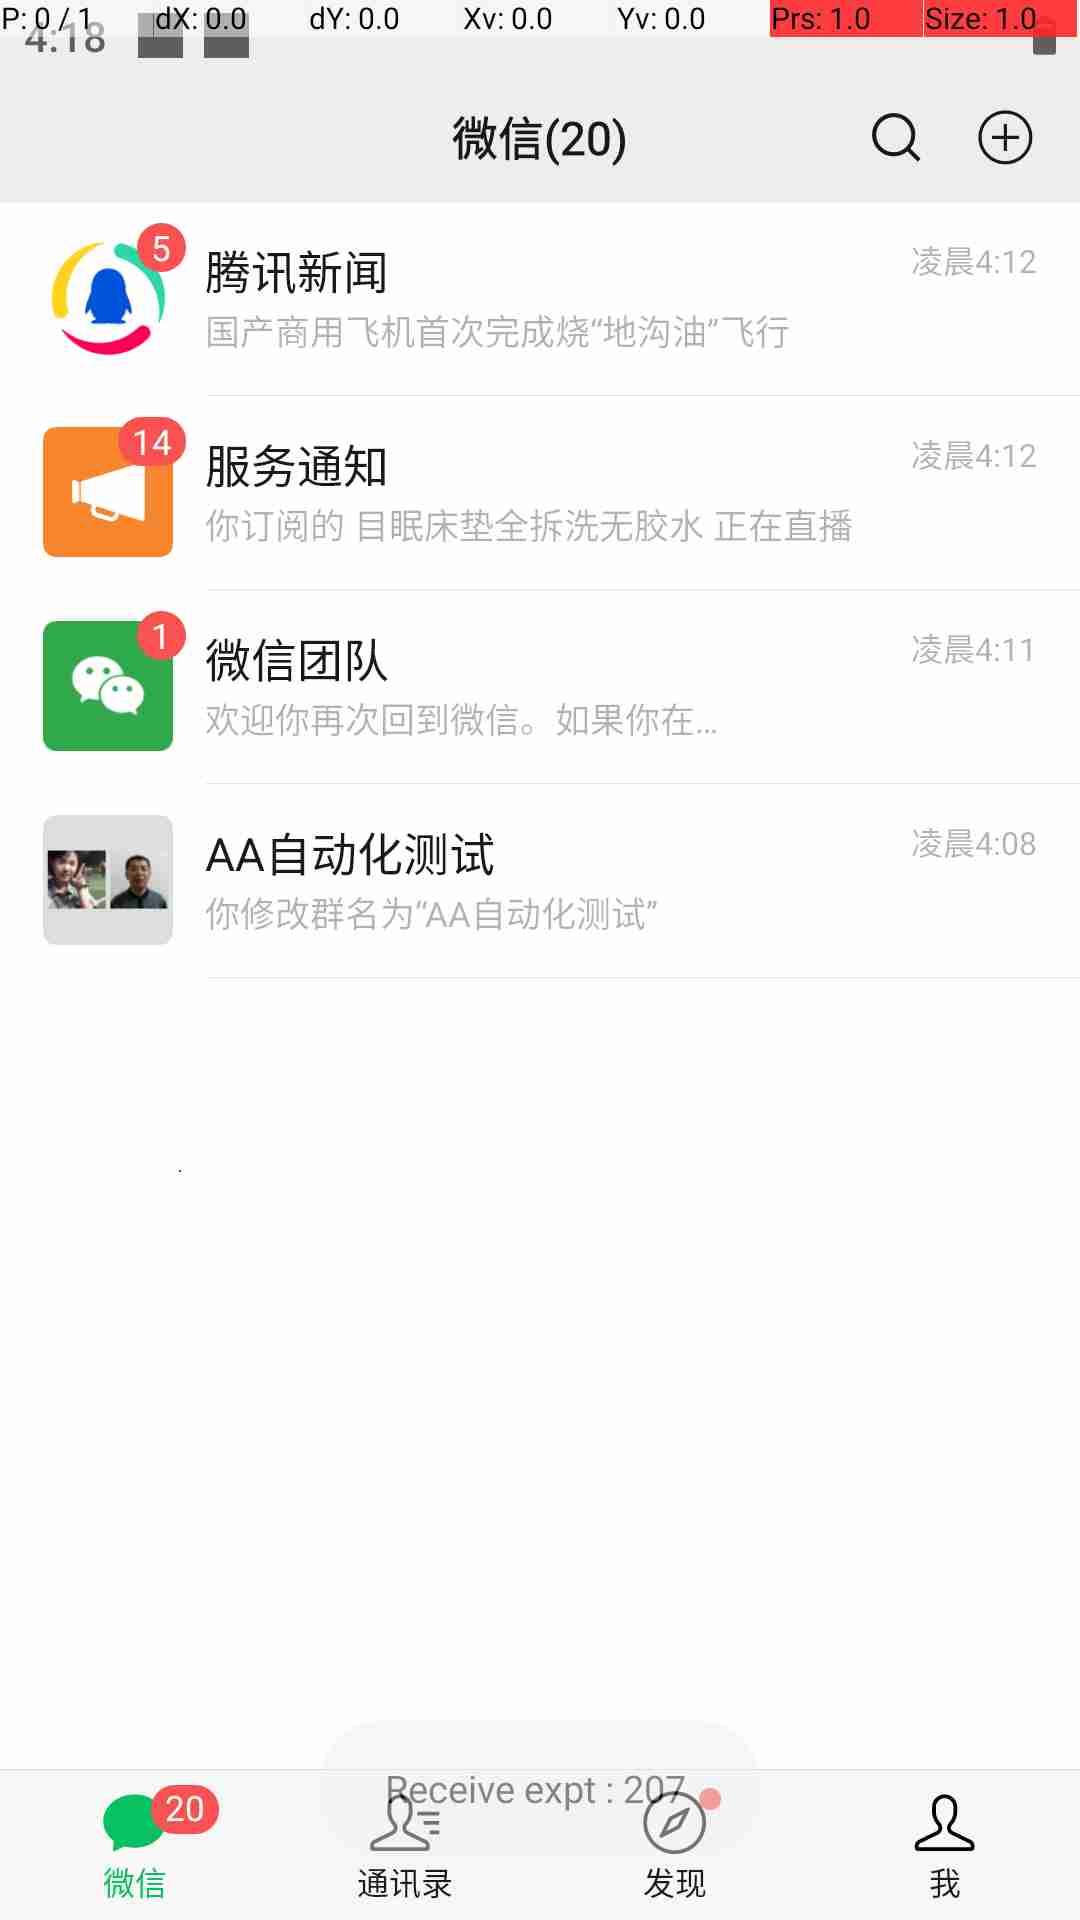 P: 0 / 1 dX: 0.0 dY: 0.0 Xv: 0.0 Yv: 0.0 Prs: 1.0 Size: 1.0
4:18
微信(20)
5
腾讯新闻 凌晨4:12
国产商用飞机首次完成烧“地沟油”飞行
14
服务通知 凌晨4:12
你订阅的 目眠床垫全拆洗无胶水 正在直播
1
微信团队 凌晨4:11
欢迎你再次回到微信。如果你在...
AA自动化测试 凌晨4:08
你修改群名为“AA自动化测试”
Receive expt : 207
20
微信 通讯录 发现 我